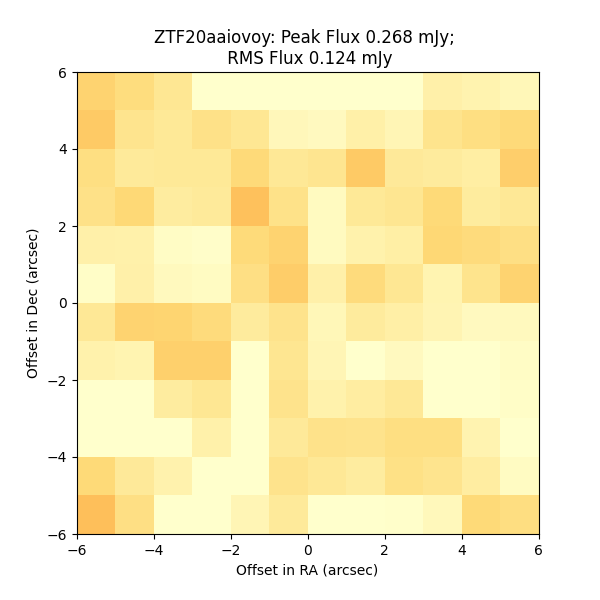 ZTF20aaiovoy: Peak Flux 0.268 mJy;
RMS Flux 0.124 mJy
6
4
2
0
−2
−4
−6
Offset in Dec (arcsec)
−6 −4 −2 0 2 4 6
Offset in RA (arcsec)